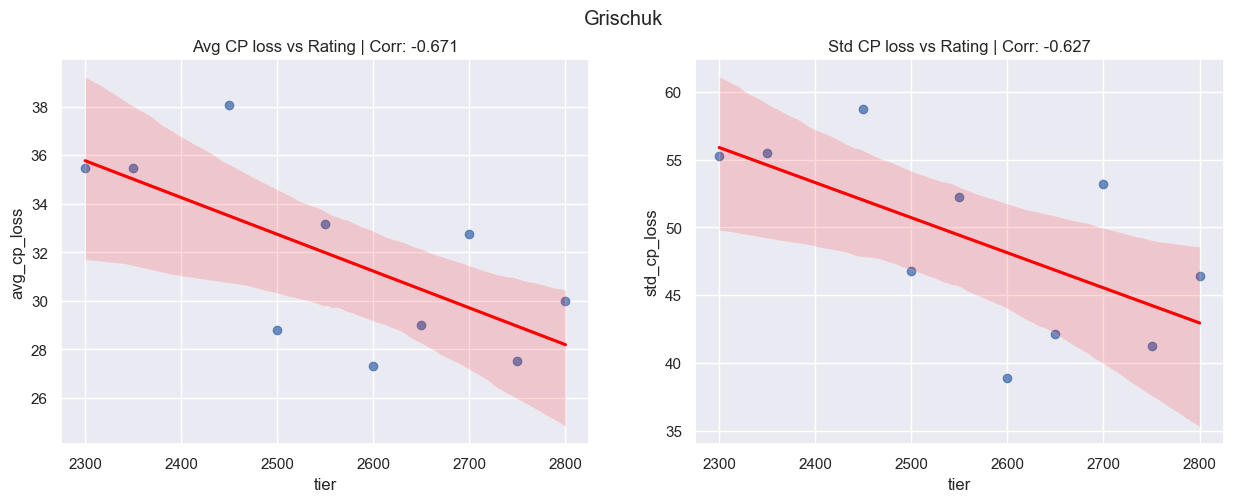 Grischuk
Avg CP loss vs Rating | Corr: -0.671
38
36
34
32
30
28
26
avg_cp_loss
2300 2400 2500 2600 2700 2800
tier
Std CP loss vs Rating | Corr: -0.627
60
55
50
45
40
35
std_cp_loss
2300 2400 2500 2600 2700 2800
tier